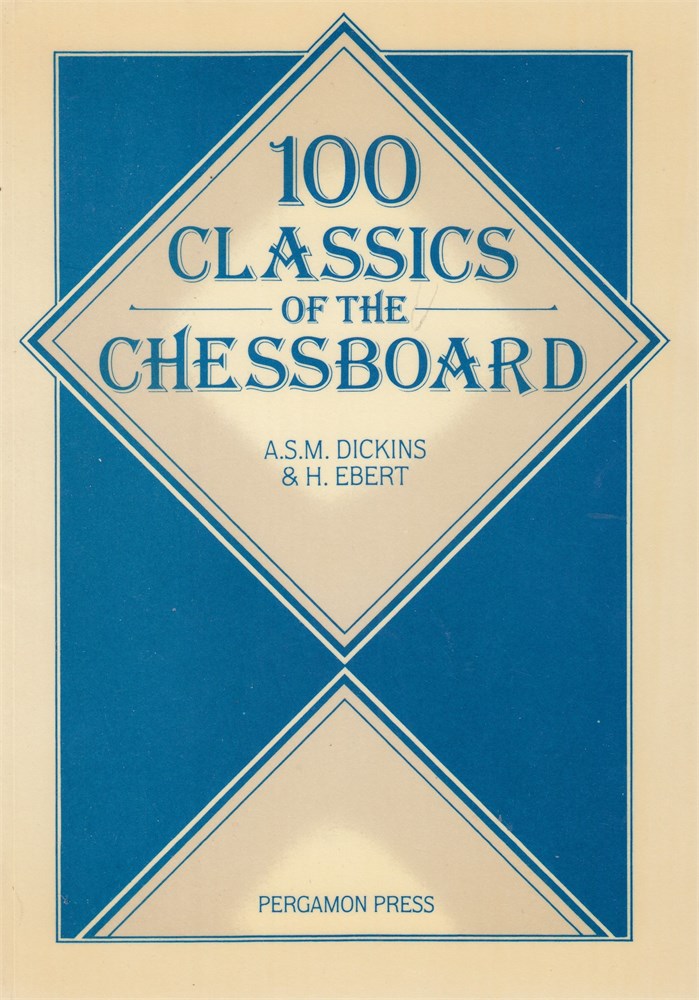 100
CLASSICS
OF THE
CHESSBOARD
A.S.M. DICKINS
& H. EBERT
PERGAMON PRESS